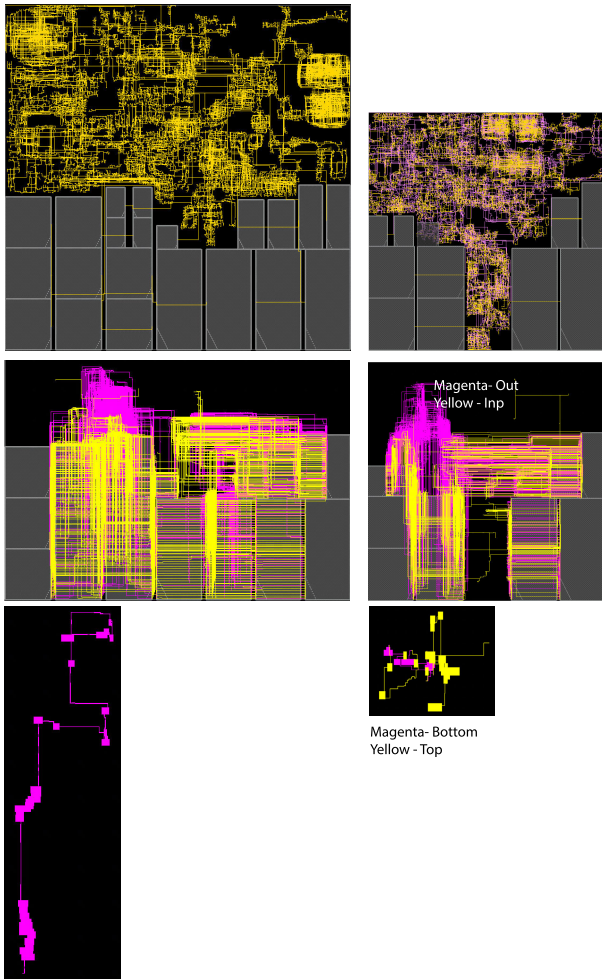 Magenta- Out
Yellow - Inp
Magenta- Bottom
Yellow - Top